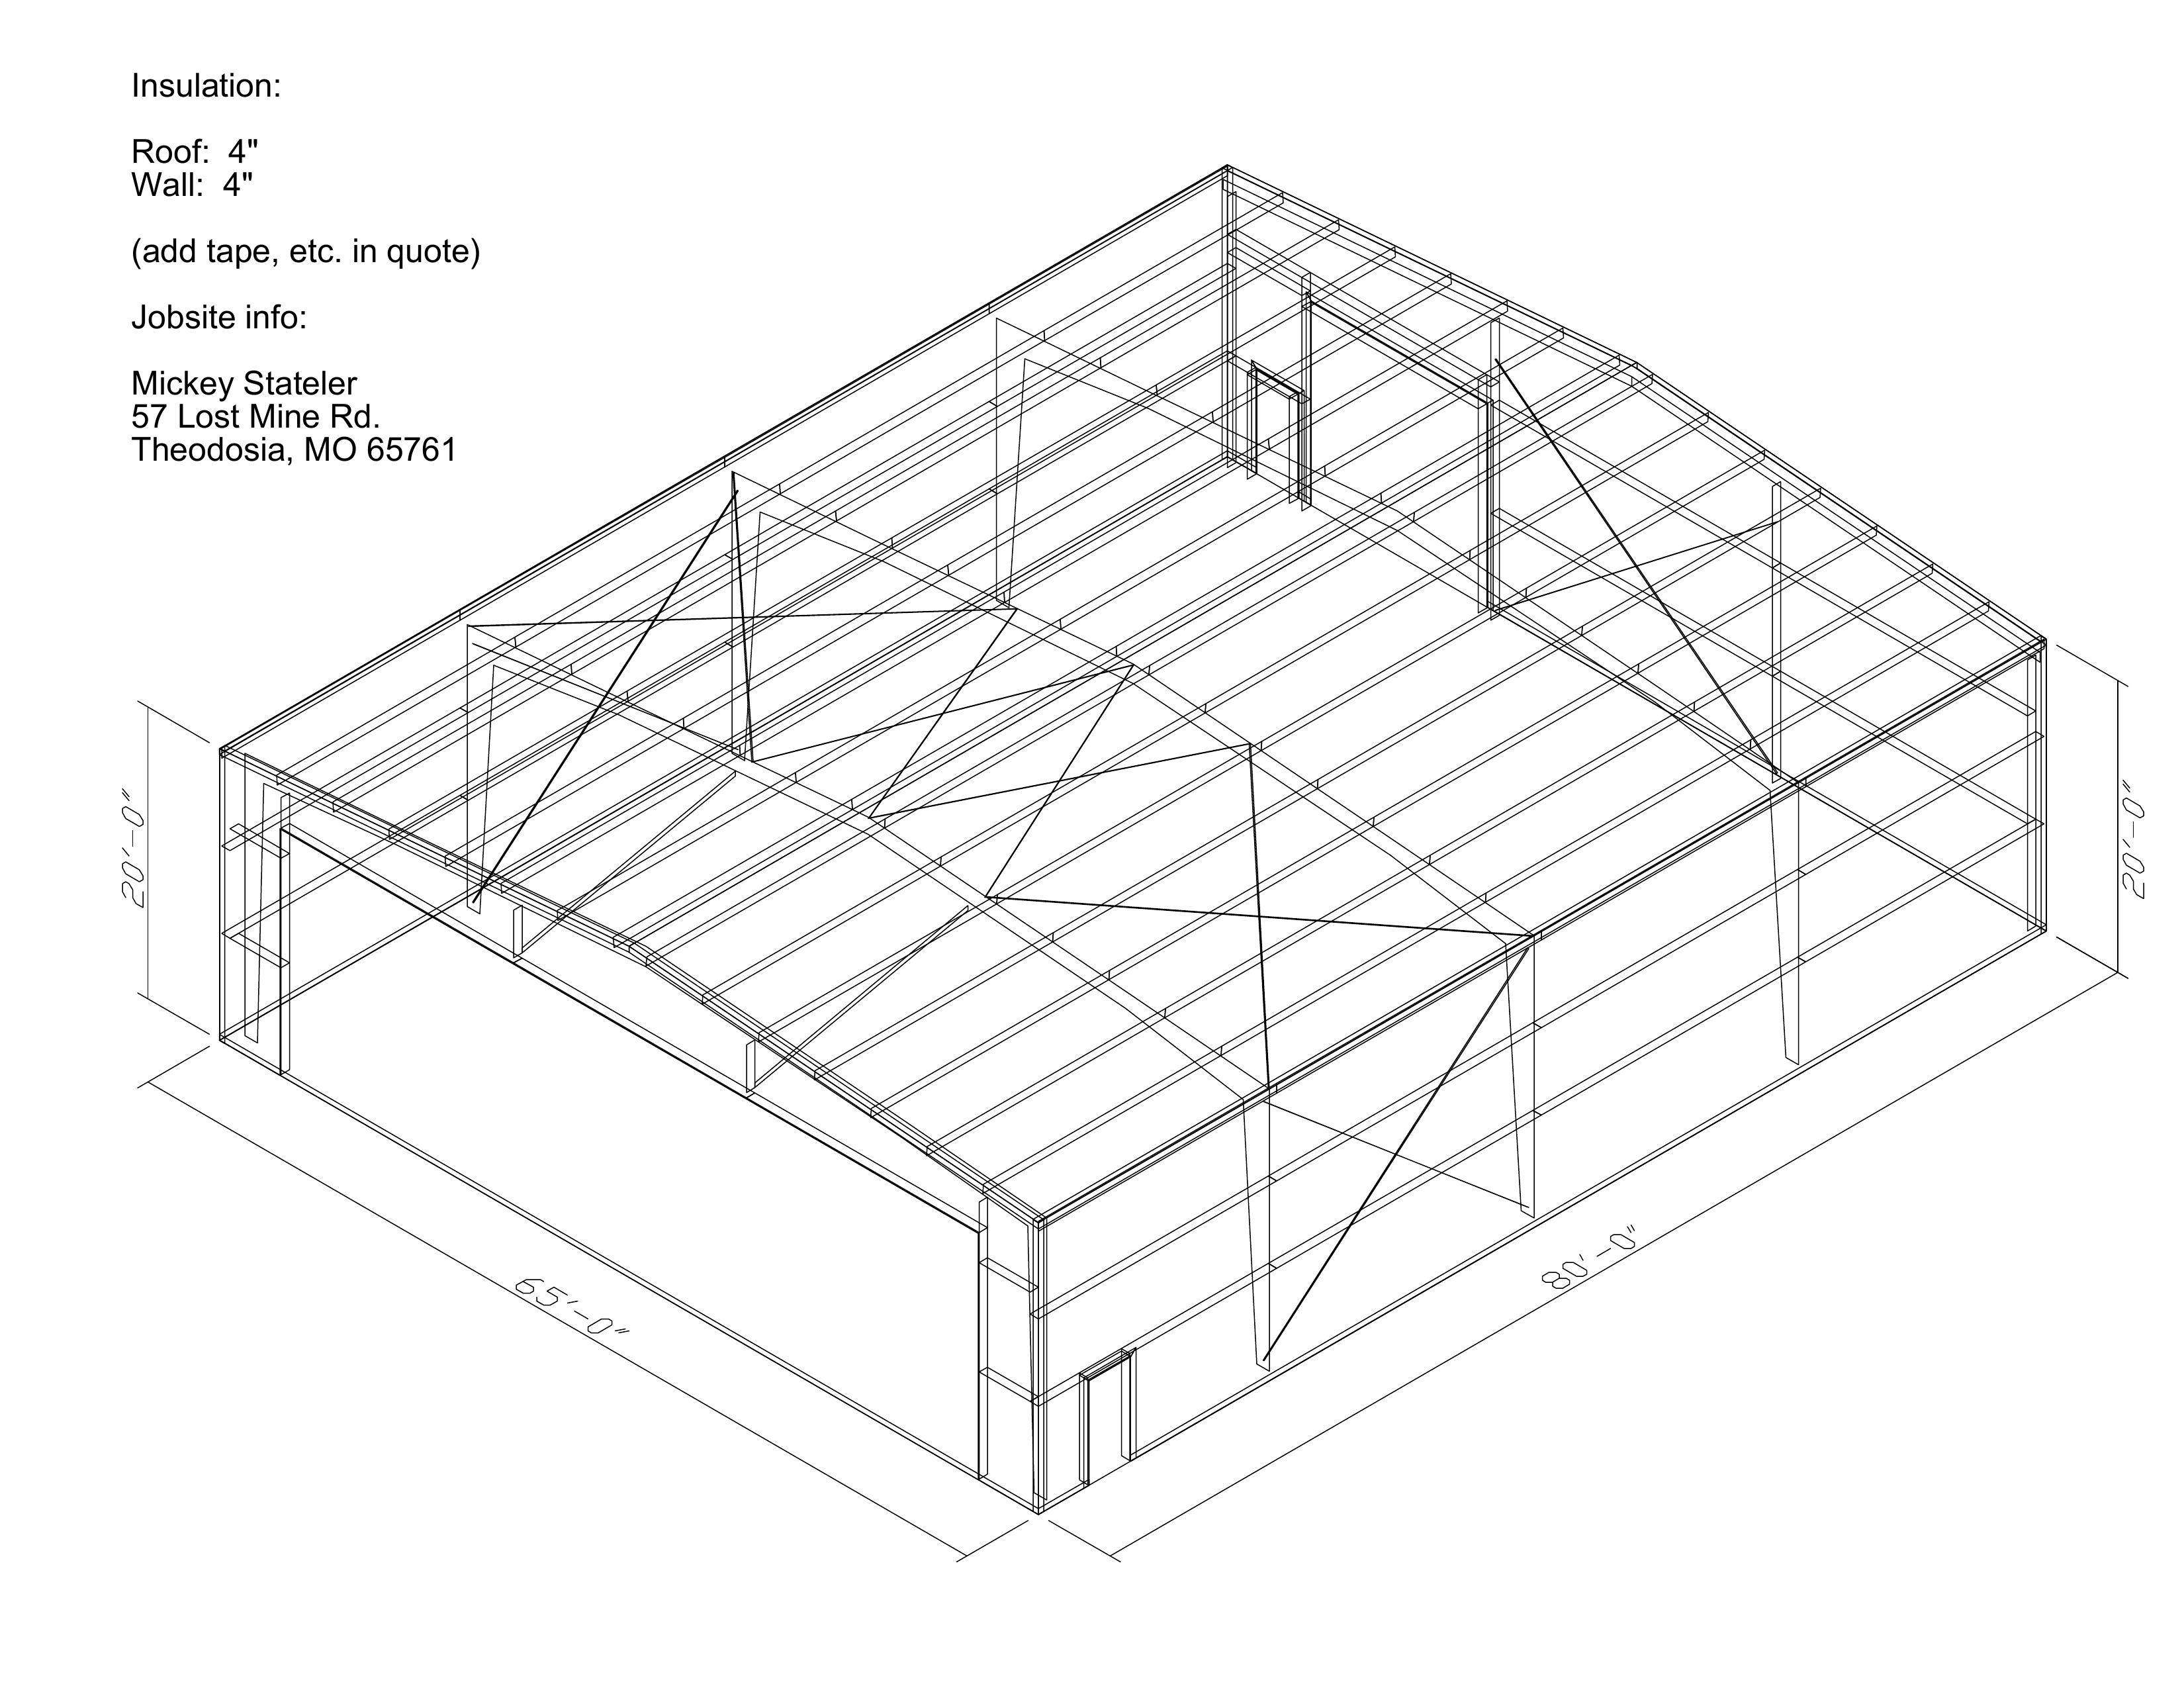 Insulation:
Roof: 4"
Wall: 4"
(add tape, etc. in quote)
Jobsite info:
Mickey Stateler
57 Lost Mine Rd.
Theodosia, MO 65761
20'-0"
20'-0"
65'-0"
80'-0"